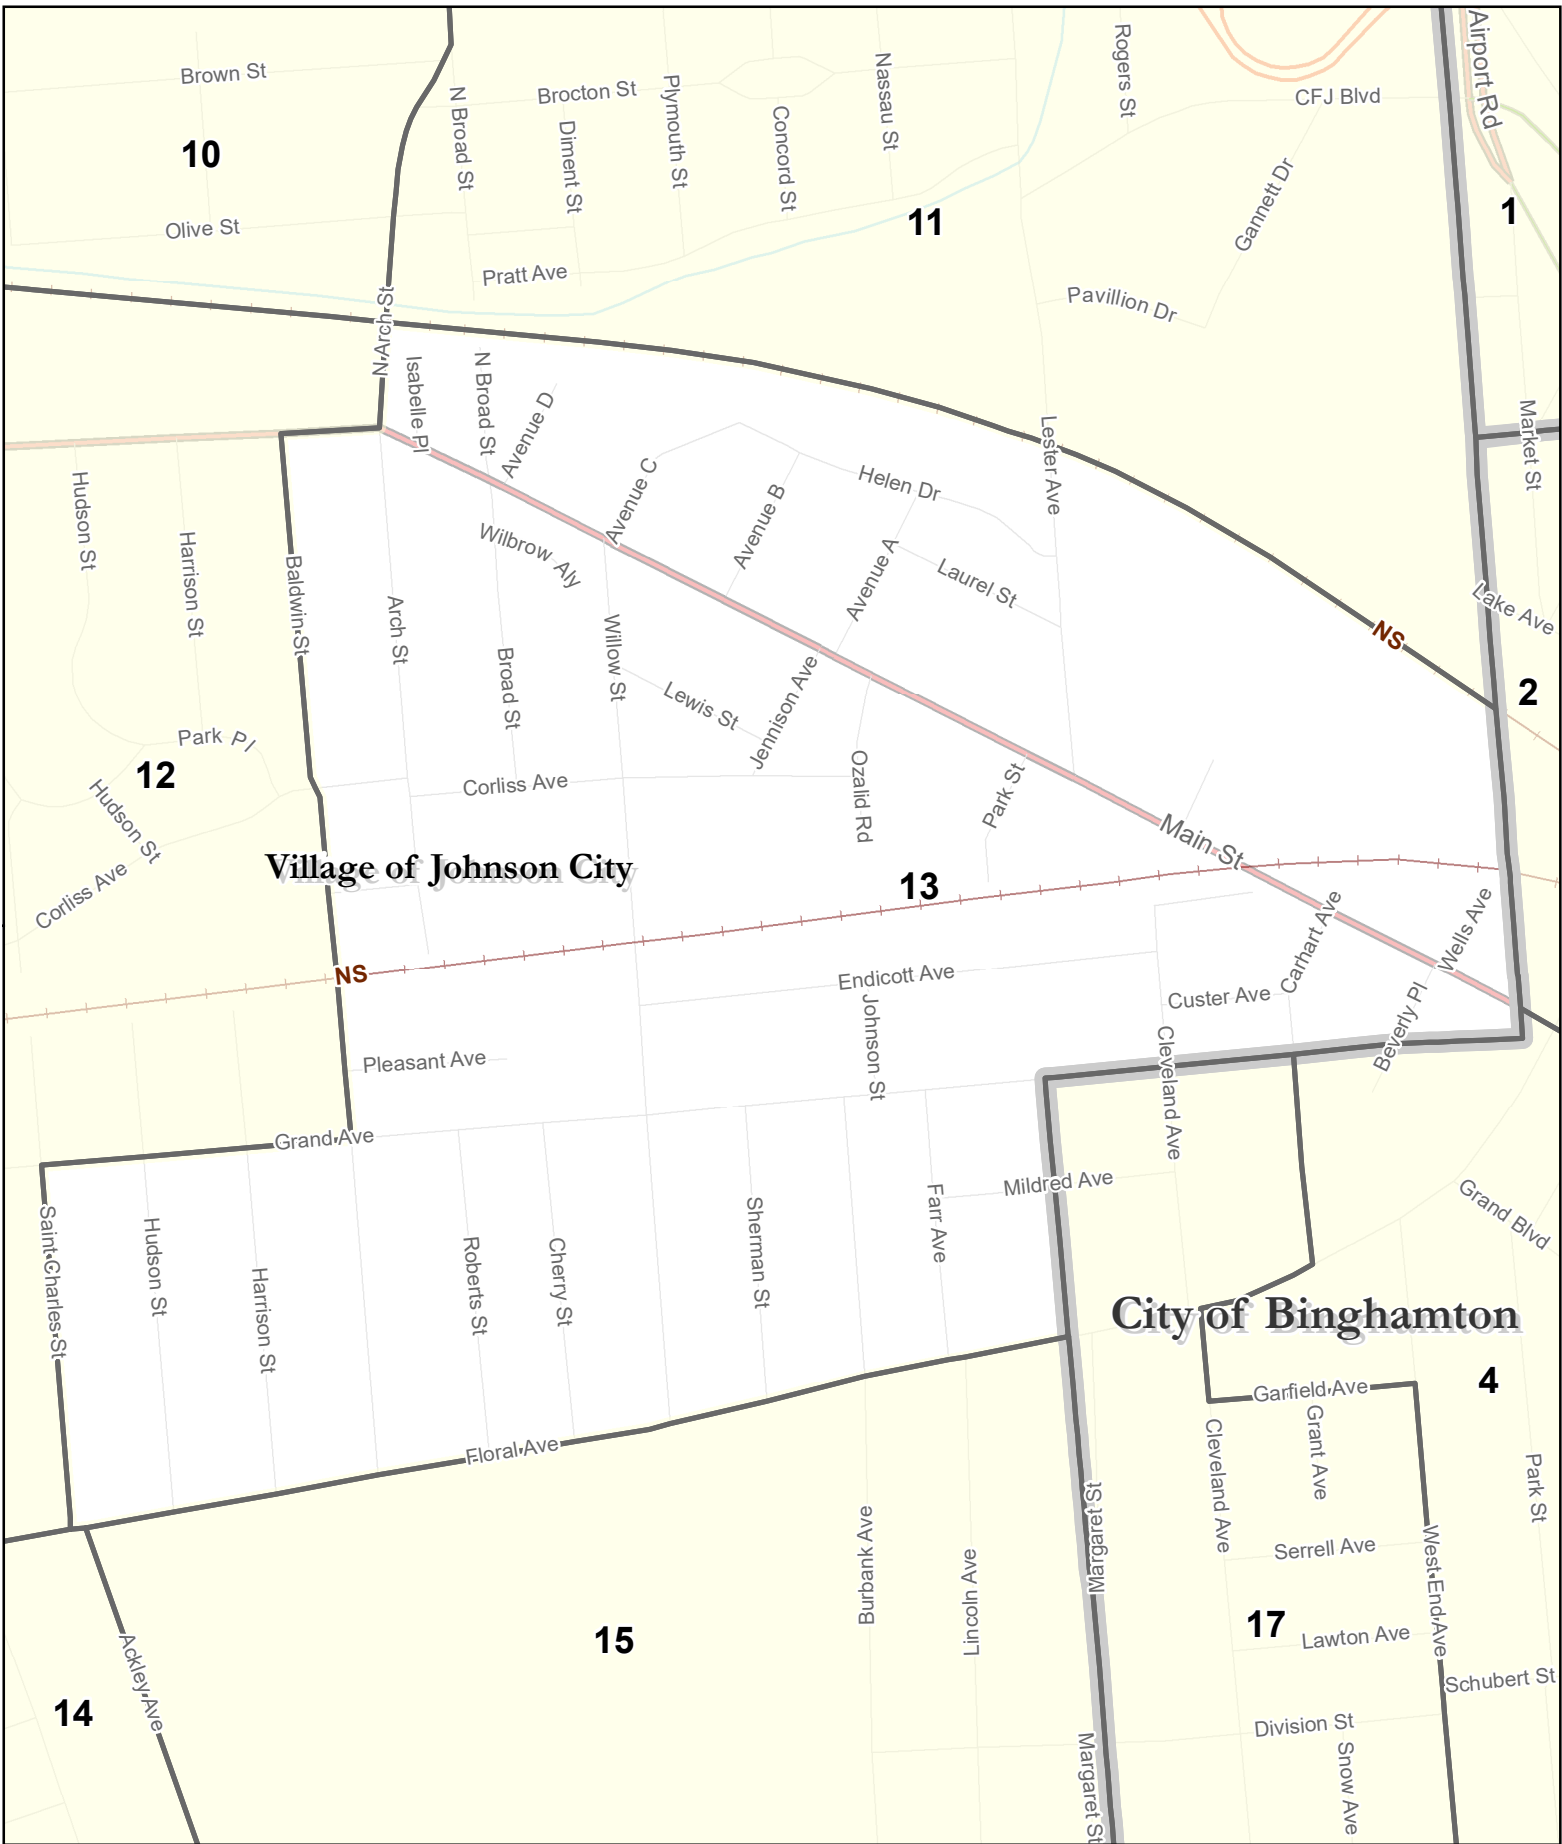 Airport Rd
Rogers St
Nassau St
Brown St
Plymouth St
N Broad St
Brocton St
CFJ Blvd
Concord St
Diment St
10
Gannett Dr
1
11
Olive St
Pratt Ave
N Arch St
Pavillion Dr
Isabelle Pl
N Broad St
Avenue D
Market St
Lester Ave
Avenue C
Helen Dr
Hudson St
Avenue B
Harrison St
Wilbrow Aly
Avenue A
Laurel St
Baldwin St
Lake Ave
Arch St
NS
Willow St
Broad St
Jennison Ave
Lewis St
2
Park Pl
12
Ozalid Rd
Park St
Corliss Ave
Hudson St
Main St
Village of Johnson City
13
Corliss Ave
Wells Ave
Carhart Ave
NS
Endicott Ave
Custer Ave
Beverly Pl
Johnson St
Cleveland Ave
Pleasant Ave
Grand Ave
Mildred Ave
Farr Ave
Sherman St
Grand Blvd
Saint Charles St
Hudson St
Roberts St
Cherry St
Harrison St
City of Binghamton
4
Garfield Ave
Grant Ave
Cleveland Ave
Floral Ave
Park St
Margaret St
Burbank Ave
West End Ave
Serrell Ave
Lincoln Ave
17
15
Lawton Ave
Ackley Ave
Schubert St
14
Division St
Margaret St
Snow Ave